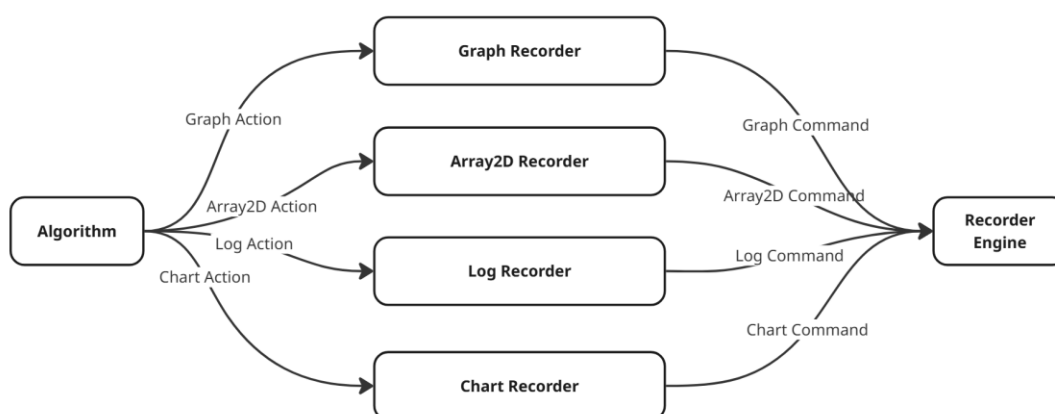 Graph Recorder
Graph Action
Graph Command
Array2D Recorder
Array2D Action
Array2D Command
Algorithm
Recorder
Engine
Log Action
Log Command
Log Recorder
Chart Action
Chart Command
Chart Recorder